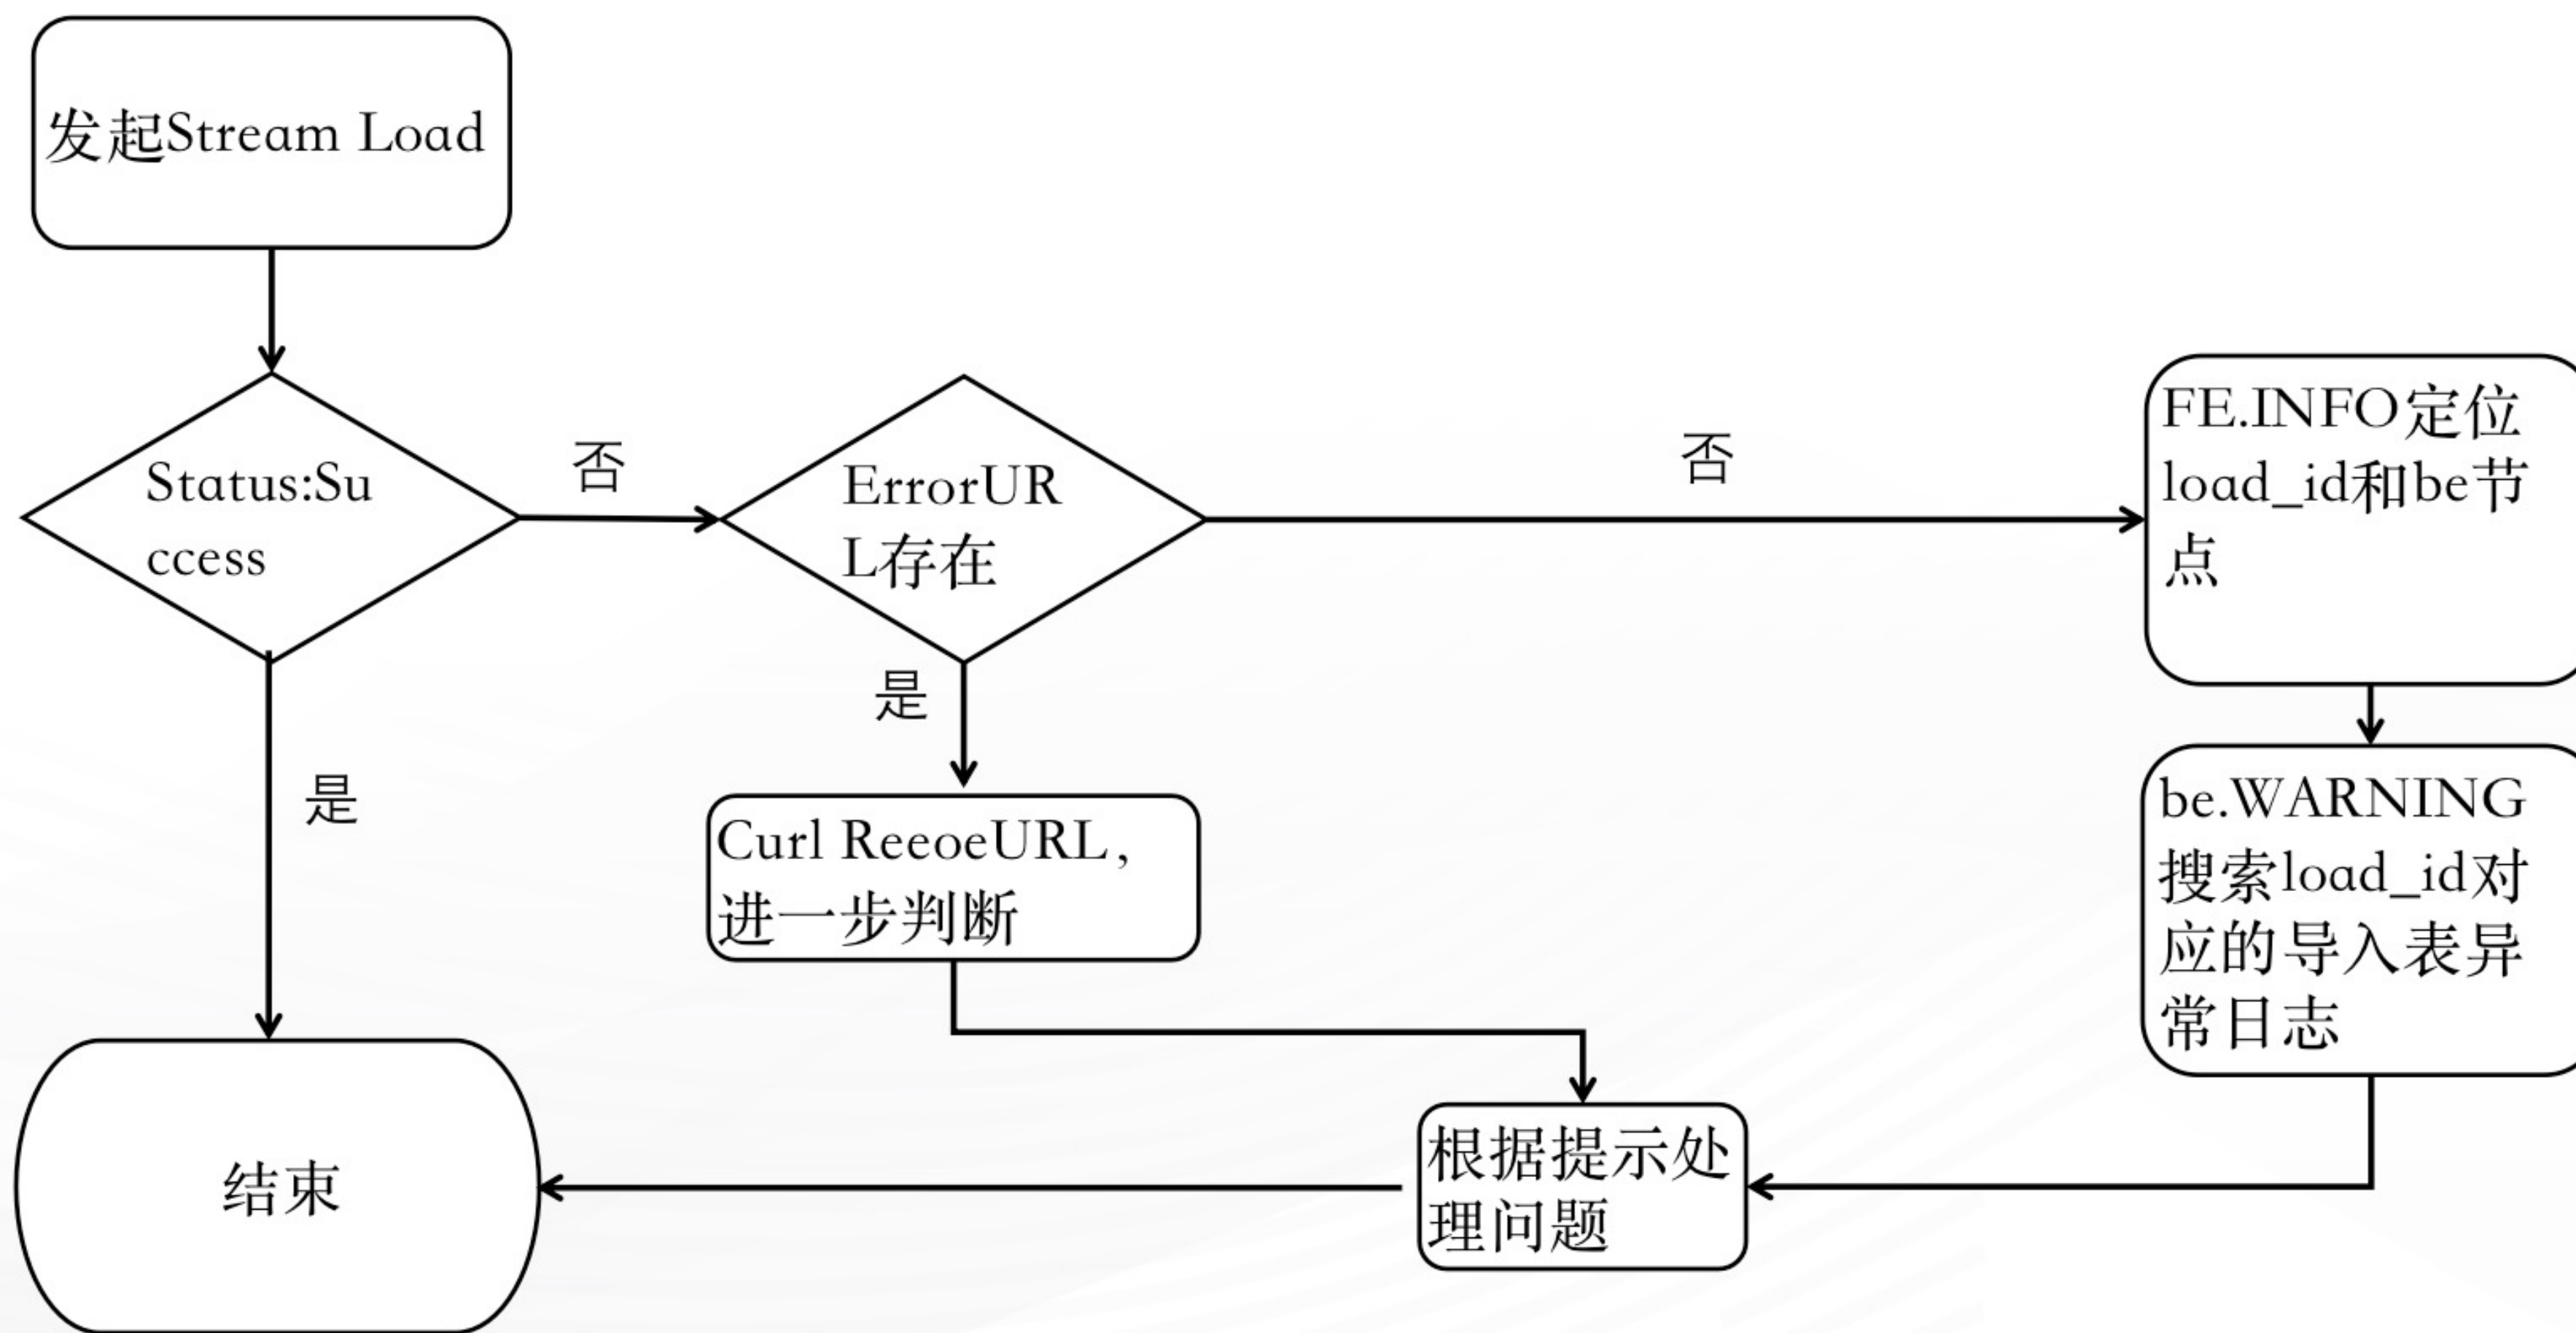 发起Stream Load
Status:Su
ccess
否
ErrorUR
L存在
否
FE.INFO定位
load_id和be节
点
是
是
Curl ReeoeURL，
进一步判断
be.WARNING
搜索load_id对
应的导入表异
常日志
根据提示处
理问题
结束